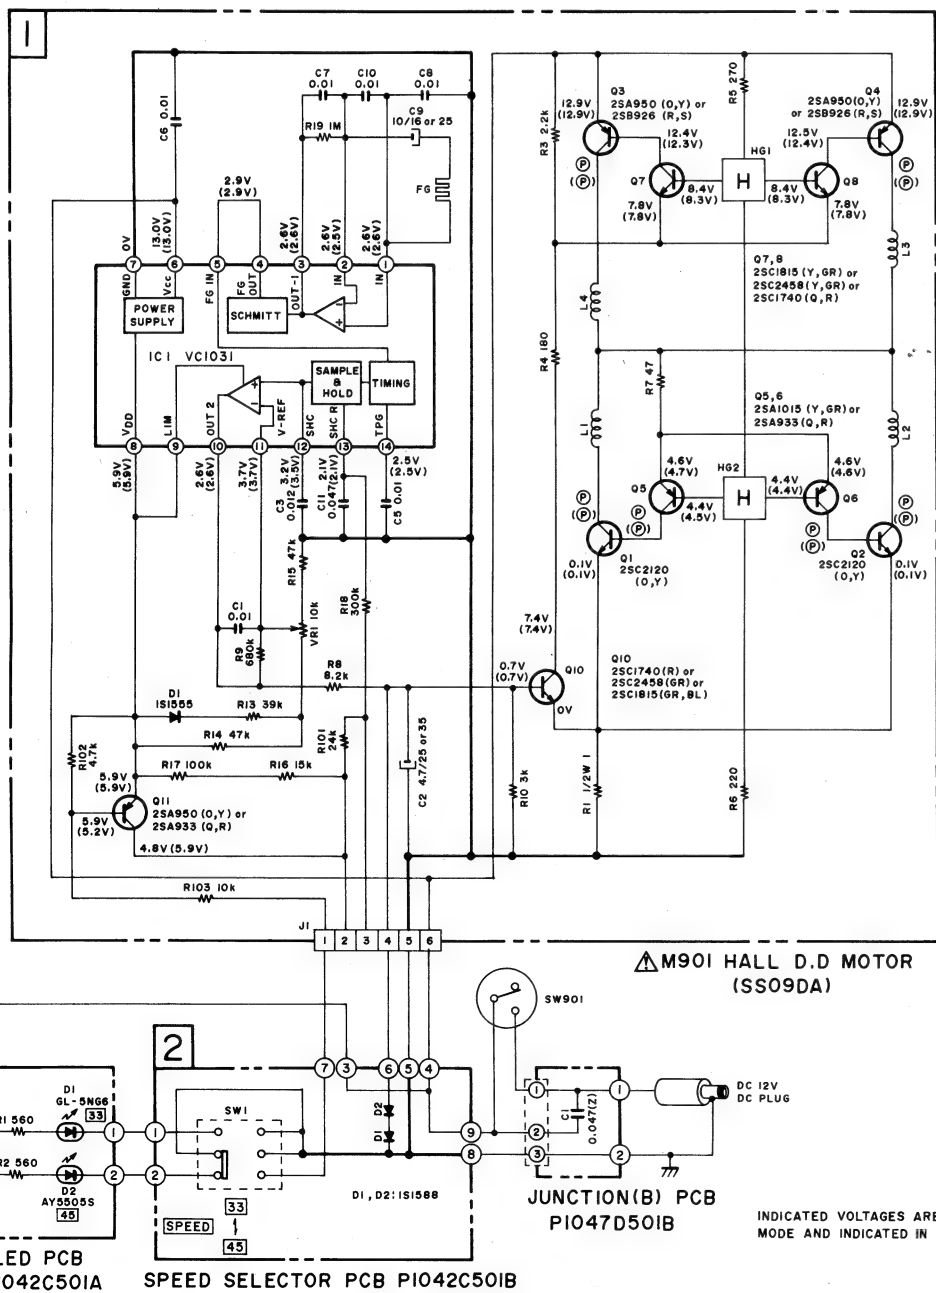 1
C7
0.01
C10
0.01
C8
0.01
C9
10/16 or 25
R19 1M
FG
C6 0.01
2.9V
(2.9V)
0V
13.0V
(13.0V)
2.6V
(2.6V)
2.6V
(2.5V)
2.6V
(2.6V)
7
6
5
4
3
2
1
GND
Vcc
FG IN
FG
OUT
OUT-1
IN
IN
POWER
SUPPLY
SCHMITT
IC1 VC1031
SAMPLE
&
HOLD
TIMING
VDD
LIM
OUT 2
V-REF
SHC
SHC R
TPG
8
9
10
11
12
13
14
5.9V
(5.9V)
2.6V
(2.6V)
3.7V
(3.7V)
3.2V
(3.5V)
2.1V
(2.1V)
2.5V
(2.5V)
C3
0.012
C11
0.047
C5 0.01
R15 47k
VR1 10k
R18
300k
C1
0.01
R9
680k
R8
8.2k
D1
1S1555
R13 39k
R14 47k
R17 100k
R16 15k
R101
24k
R102
4.7k
5.9V
(5.9V)
Q11
2SA950 (O,Y) or
2SA933 (Q,R)
5.9V
(5.2V)
4.8V(5.9V)
R103 10k
C2 4.7/25 or 35
R10 3k
R1 1/2W 1
R6 220
Q3
2SA950 (O,Y) or
2SB926 (R,S)
12.9V
(12.9V)
R5 270
Q4
2SA950(O,Y)
or 2SB926 (R,S)
12.9V
(12.9V)
R3 2.2k
12.4V
(12.3V)
HG1
H
12.5V
(12.4V)
P
(P)
Q7
8.4V
(8.3V)
8.4V
(8.3V)
Q8
P
(P)
7.8V
(7.8V)
7.8V
(7.8V)
Q7,8
2SC1815 (Y,GR) or
2SC2458 (Y,GR) or
2SC1740 (Q,R)
L3
L4
R4 180
R7 47
Q5,6
2SA1015 (Y,GR) or
2SA933 (Q,R)
L1
L2
4.6V
(4.7V)
HG2
H
4.6V
(4.6V)
Q5
4.4V
(4.5V)
4.4V
(4.4V)
Q6
P
(P)
P
(P)
P
(P)
P
(P)
0.1V
(0.1V)
Q1
2SC2120
(O,Y)
Q2
2SC2120
(O,Y)
0.1V
(0.1V)
7.4V
(7.4V)
0.7V
(0.7V)
Q10
0V
Q10
2SC1740(R) or
2SC2458(GR) or
2SC1815(GR,BL)
J1
1 2 3 4 5 6
M901 HALL D.D MOTOR
(SS09DA)
SW901
2
7
3
6
5
4
D1
GL-5NG6
33
R1 560
1
1
R2 560
2
2
D2
AY5505S
45
SW1
D2
D1
9
8
D1, D2: 1S1588
SPEED
33
45
1
2
3
C1
0.047(Z)
1
2
DC 12V
DC PLUG
JUNCTION(B) PCB
P1047D501B
LED PCB
1042C501A
SPEED SELECTOR PCB P1042C501B
INDICATED VOLTAGES ARE
MODE AND INDICATED IN